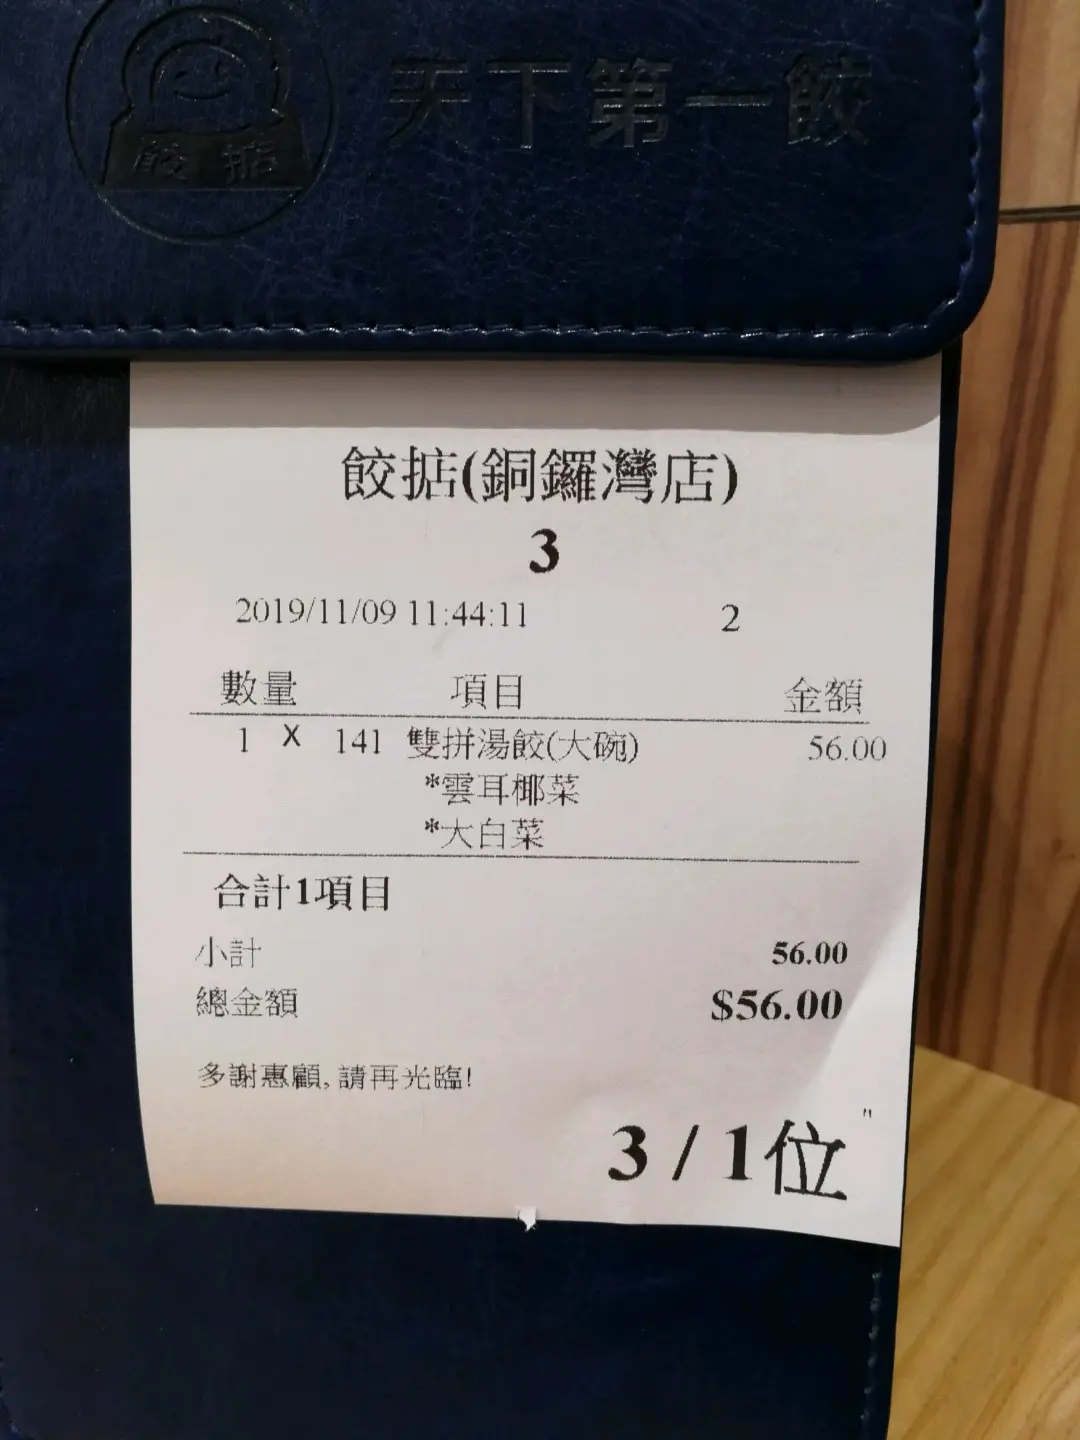 餃掂
天下第一餃
餃掂(銅鑼灣店)
3
2019/11/09 11:44:11 2
數量 項目 金額
1 X 141 雙拼湯餃(大碗) 56.00
*雲耳椰菜
*大白菜
合計1項目
小計 56.00
總金額 $56.00
多謝惠顧,請再光臨!
3 / 1位
"